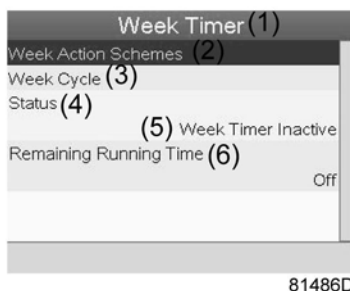 Week Timer (1)
Week Action Schemes (2)
Week Cycle (3)
Status (4)
(5) Week Timer Inactive
Remaining Running Time (6)
Off
81486D